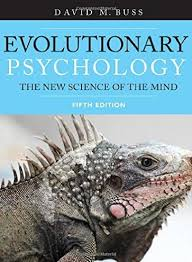 DAVID M. BUSS
EVOLUTIONARY
PSYCHOLOGY
THE NEW SCIENCE OF THE MIND
FIFTH EDITION